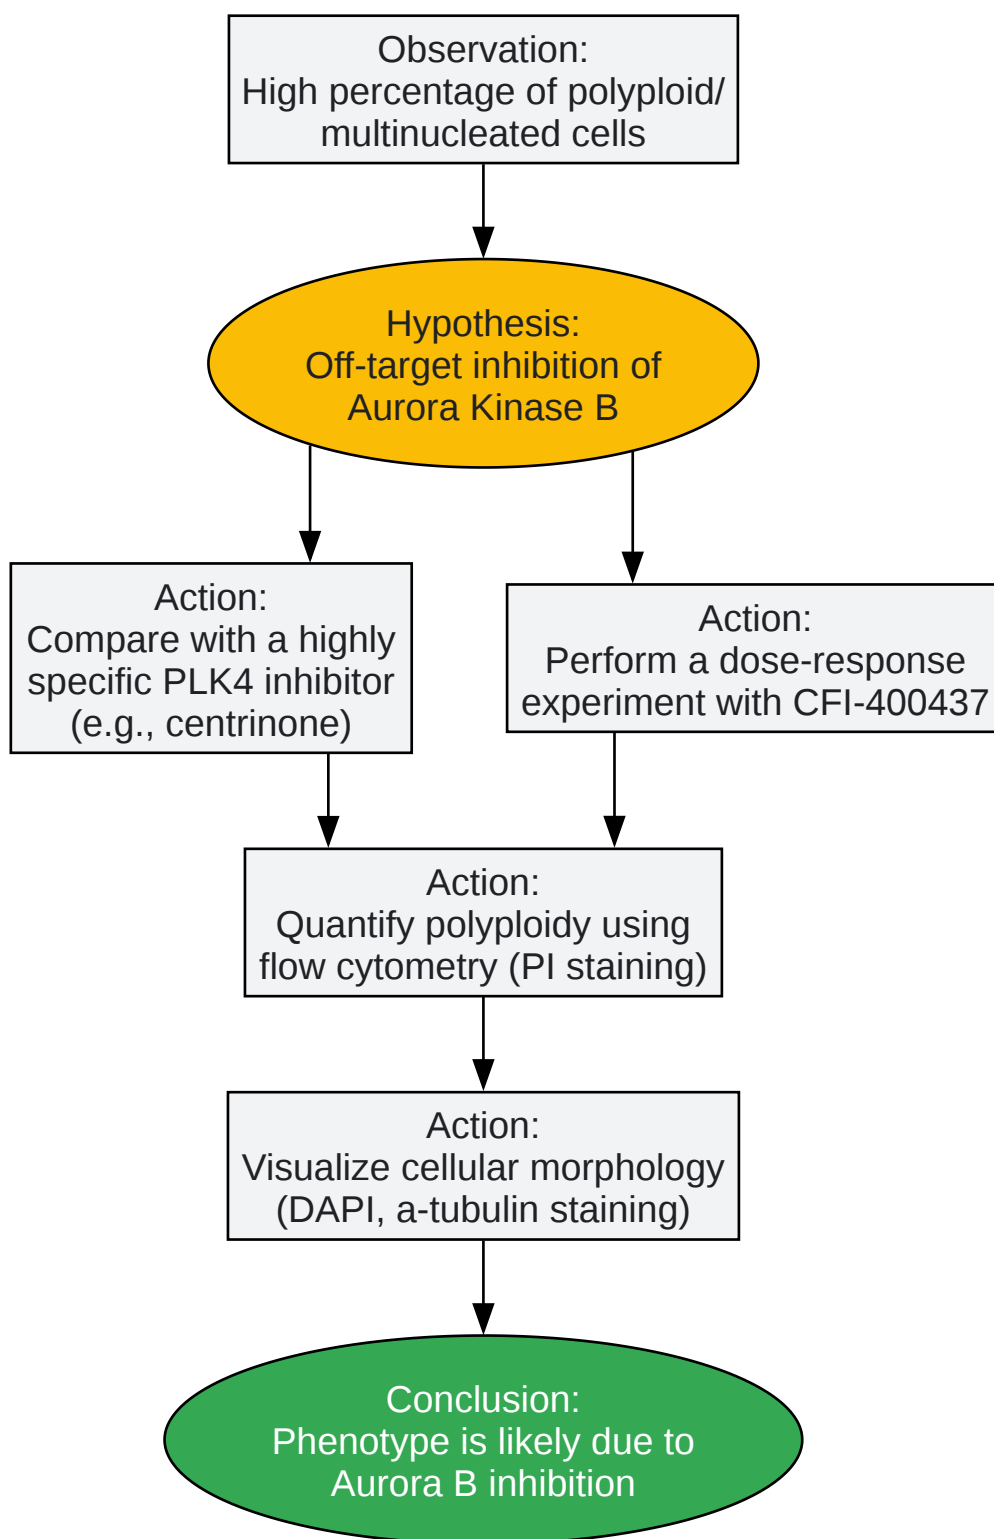 Observation:
High percentage of polyploid/
multinucleated cells
Hypothesis:
Off-target inhibition of
Aurora Kinase B
Action:
Compare with a highly
specific PLK4 inhibitor
(e.g., centrinone)
Action:
Perform a dose-response
experiment with CFI-400437
Action:
Quantify polyploidy using
flow cytometry (PI staining)
Action:
Visualize cellular morphology
(DAPI, a-tubulin staining)
Conclusion:
Phenotype is likely due to
Aurora B inhibition